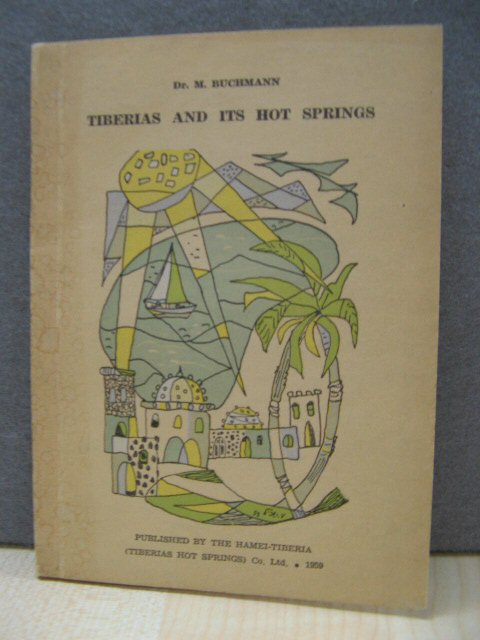 Dr. M. BUCHMANN
TIBERIAS AND ITS HOT SPRINGS
PUBLISHED BY THE HAMEI-TIBERIA
(TIBERIAS HOT SPRINGS) Co. Ltd. • 1959